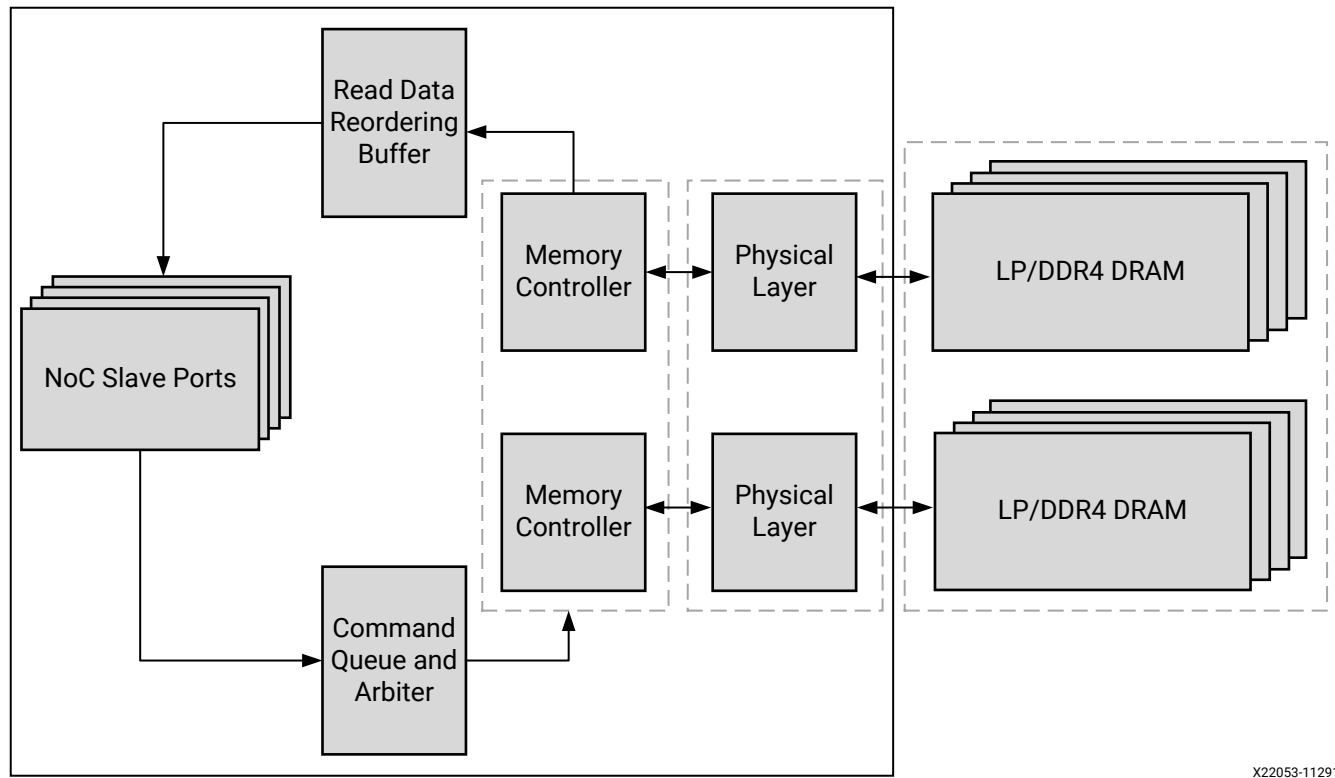 Read Data
Reordering
Buffer
Memory
Controller
Physical
Layer
LP/DDR4 DRAM
NoC Slave Ports
Memory
Controller
Physical
Layer
LP/DDR4 DRAM
Command
Queue and
Arbiter